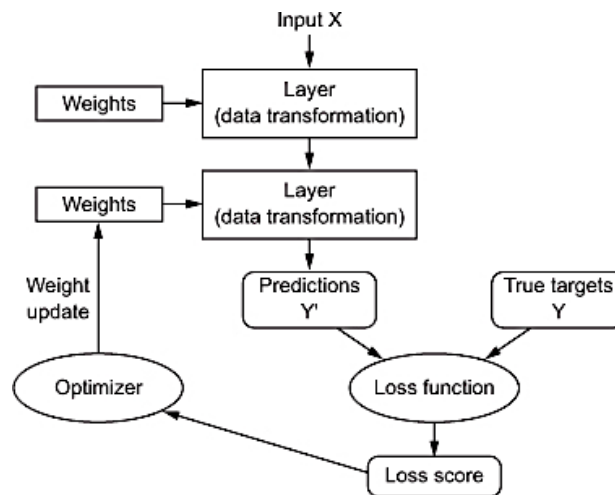 Input X
Layer
(data transformation)
Weights
Layer
(data transformation)
Weights
Weight
update
Predictions
Y'
True targets
Y
Optimizer
Loss function
Loss score